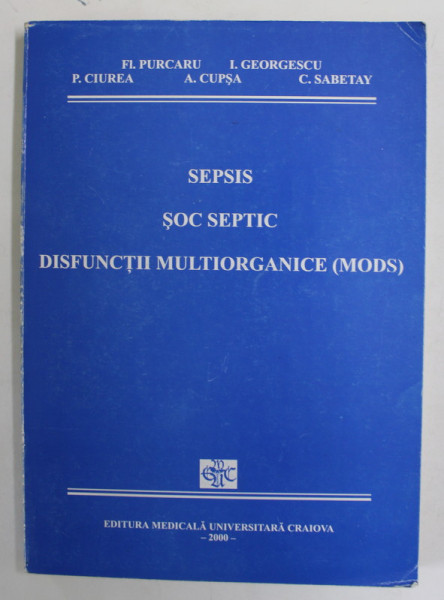 Fl. PURCARU I. GEORGESCU
P. CIUREA A. CUPŞA C. SABETAY
SEPSIS
ŞOC SEPTIC
DISFUNCŢII MULTIORGANICE (MODS)
EDITURA MEDICALĂ UNIVERSITARĂ CRAIOVA
– 2000 –